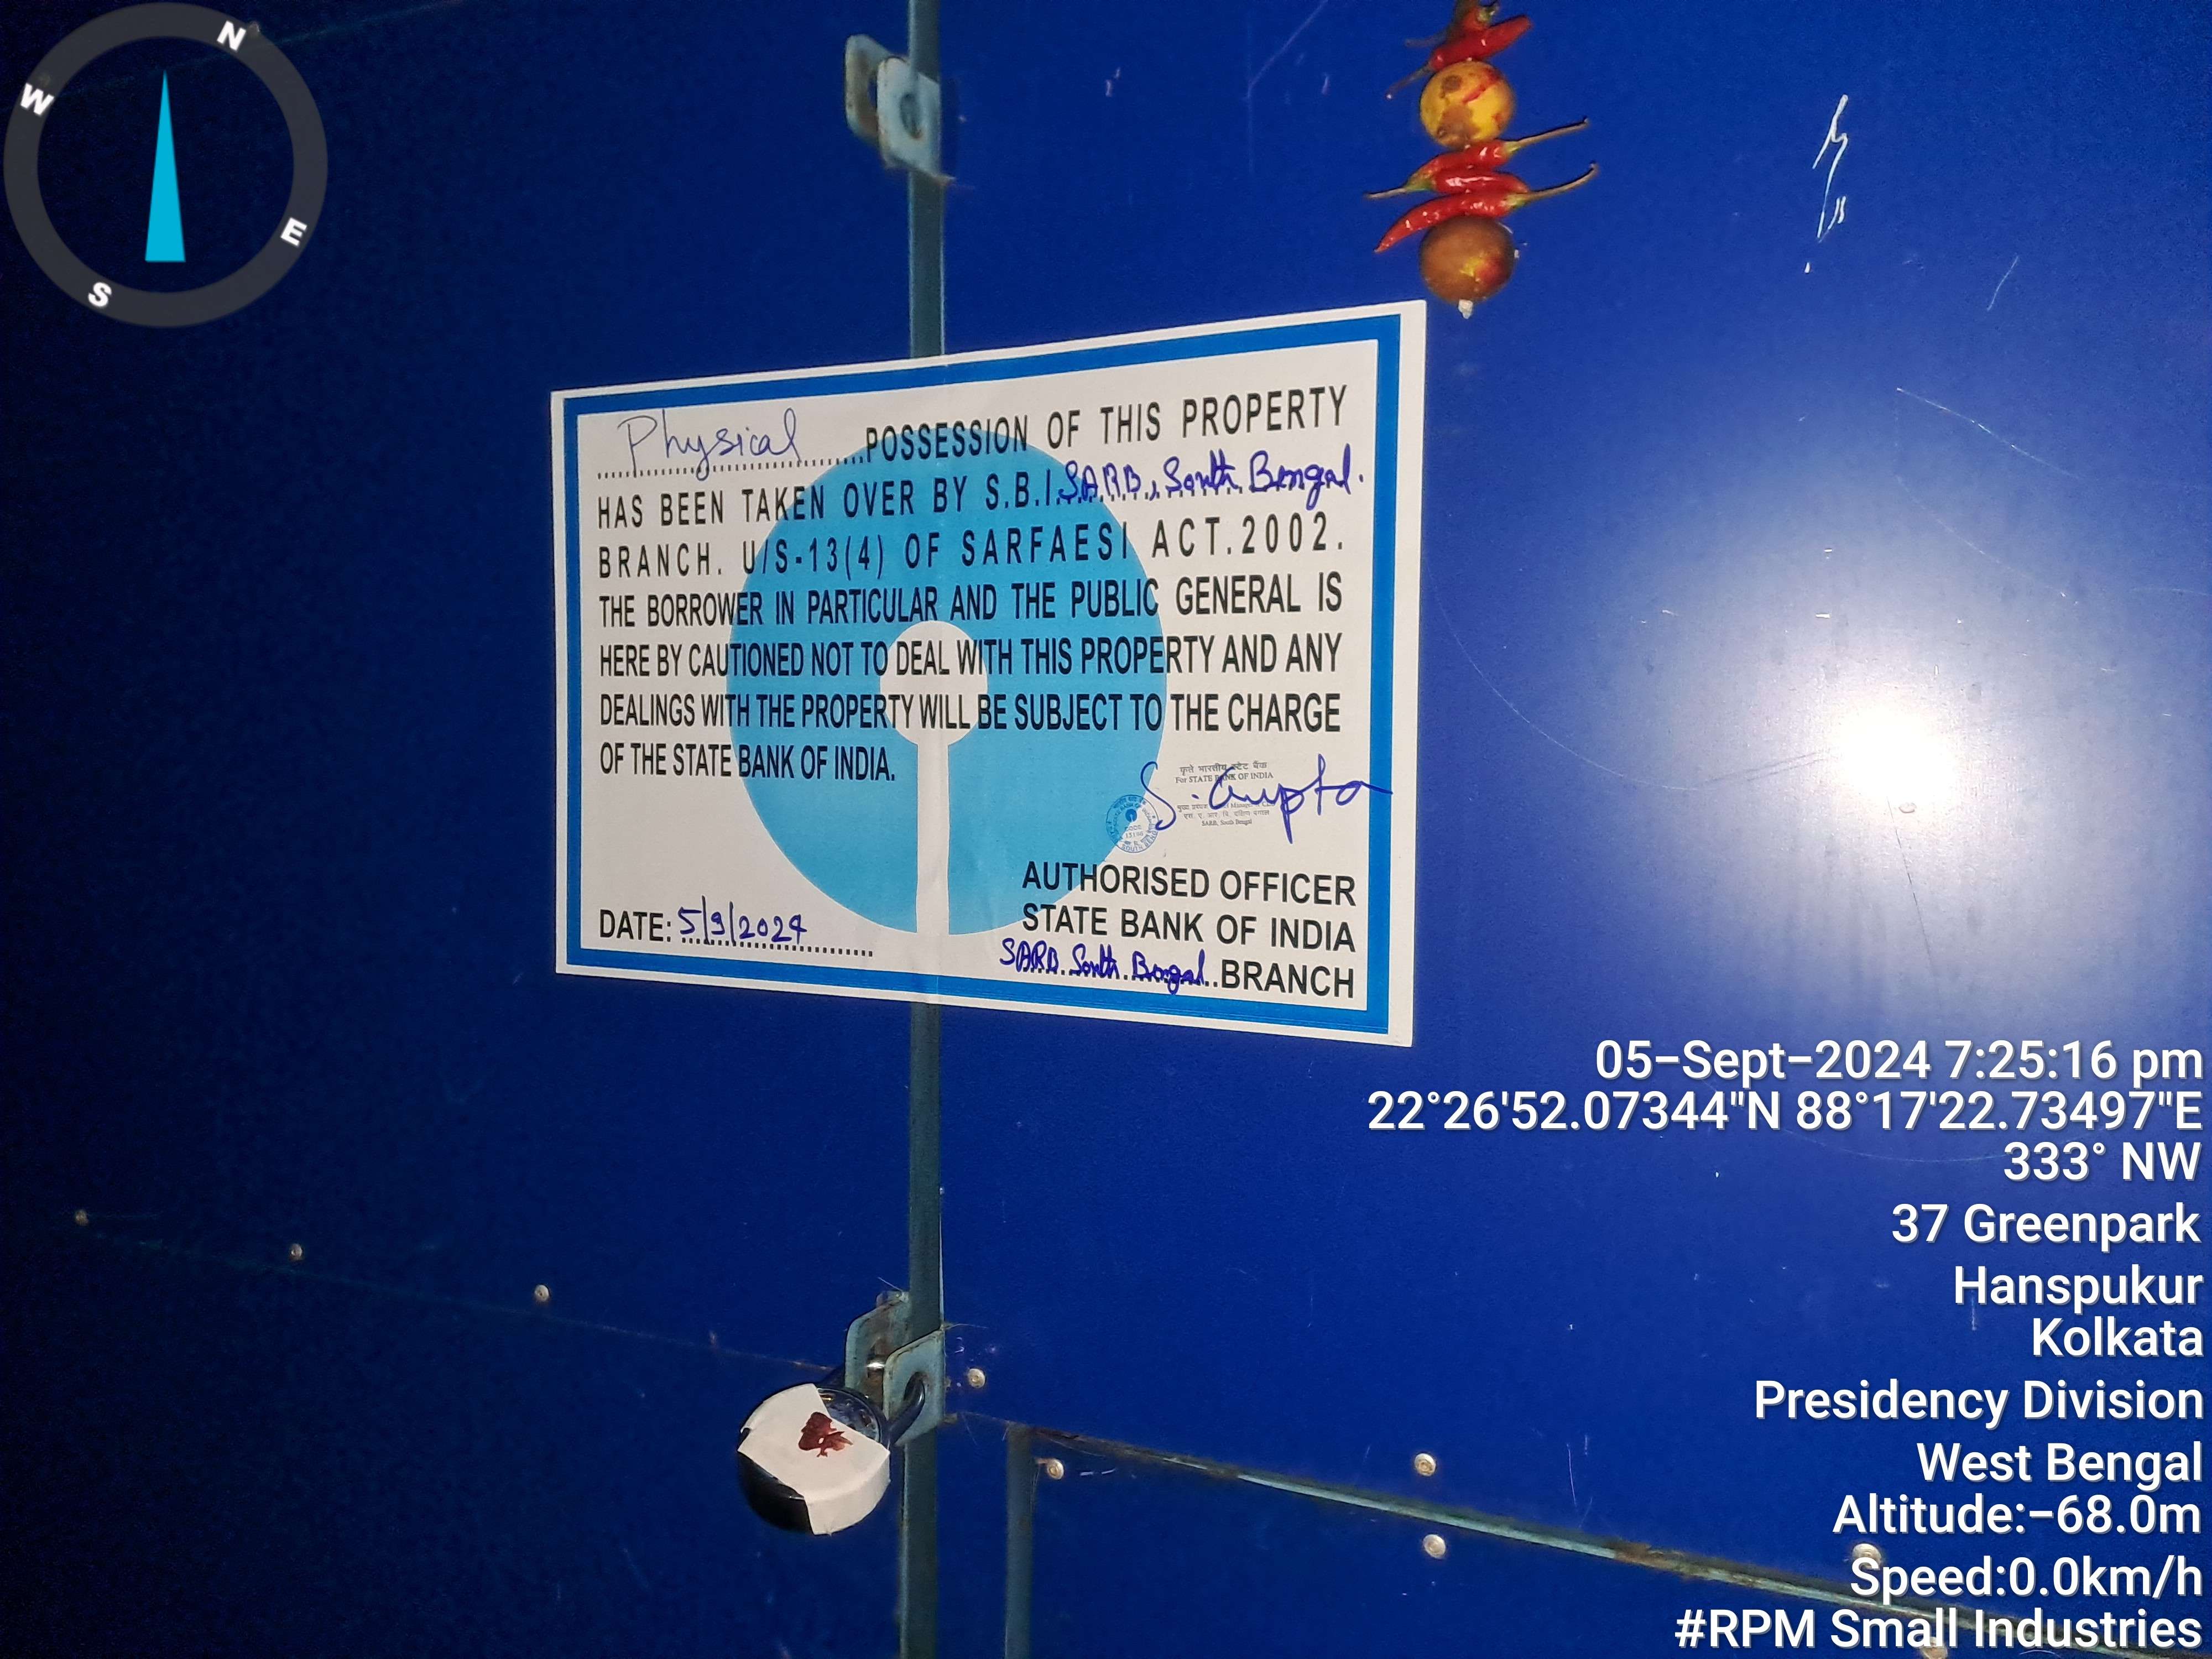 N
W
E
S
Physical POSSESSION OF THIS PROPERTY
HAS BEEN TAKEN OVER BY S.B.I. SARB, South Bengal.
BRANCH. U/S-13(4) OF SARFAESI ACT.2002.
THE BORROWER IN PARTICULAR AND THE PUBLIC GENERAL IS
HERE BY CAUTIONED NOT TO DEAL WITH THIS PROPERTY AND ANY
DEALINGS WITH THE PROPERTY WILL BE SUBJECT TO THE CHARGE
OF THE STATE BANK OF INDIA.
कृते भारतीय स्टेट बैंक
For STATE BANK OF INDIA
S. Gupta
SARB, South Bengal
AUTHORISED OFFICER
STATE BANK OF INDIA
SARB South Bengal BRANCH
DATE: 5/9/2024
05-Sept-2024 7:25:16 pm
22°26'52.07344"N 88°17'22.73497"E
333° NW
37 Greenpark
Hanspukur
Kolkata
Presidency Division
West Bengal
Altitude:-68.0m
Speed:0.0km/h
#RPM Small Industries